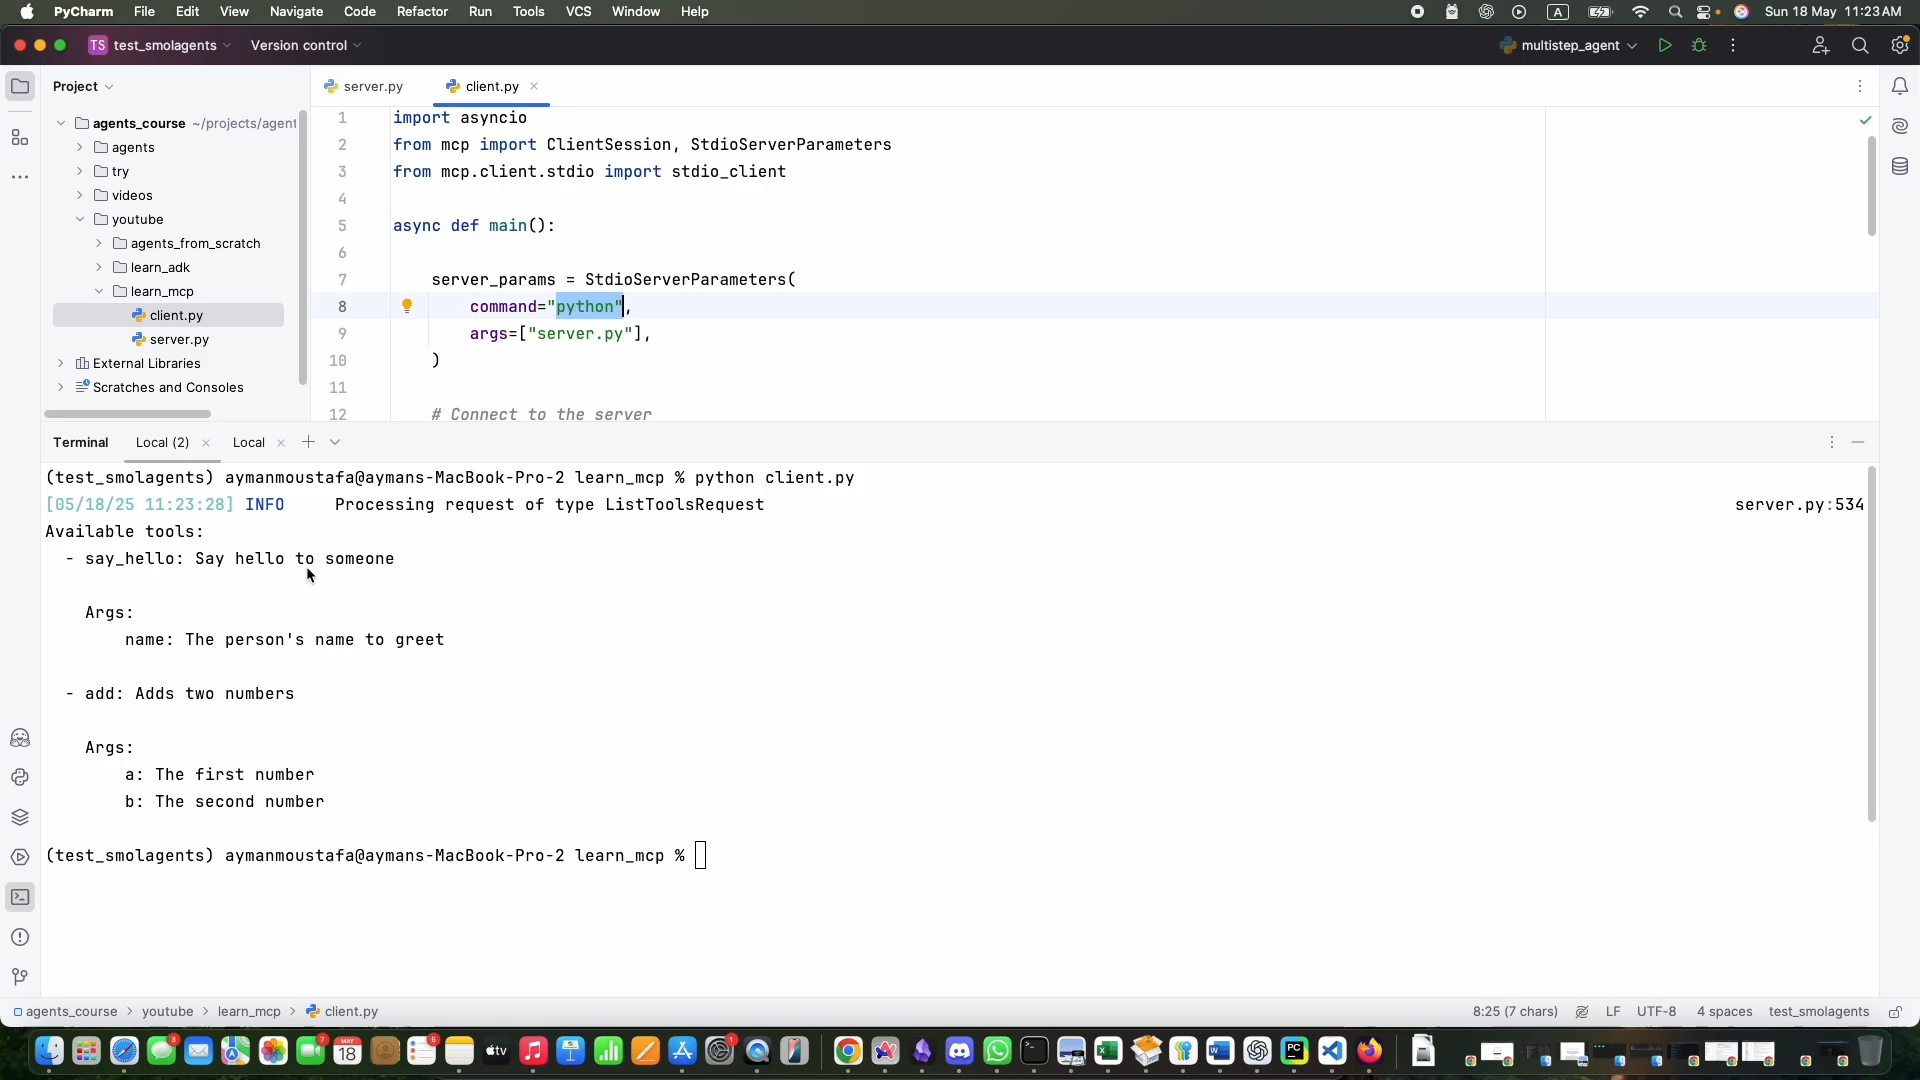 PyCharm File Edit View Navigate Code Refactor Run Tools VCS Window Help A Sun 18 May 11:23 AM
TS test_smolagents Version control multistep_agent
Project server.py client.py
agents_course ~/projects/agent
agents
try
videos
youtube
agents_from_scratch
learn_adk
learn_mcp
client.py
server.py
External Libraries
Scratches and Consoles
1 import asyncio
2 from mcp import ClientSession, StdioServerParameters
3 from mcp.client.stdio import stdio_client
4
5 async def main():
6
7 server_params = StdioServerParameters(
8 command="python",
9 args=["server.py"],
10 )
11
12 # Connect to the server
Terminal Local (2) Local
(test_smolagents) aymanmoustafa@aymans-MacBook-Pro-2 learn_mcp % python client.py
[05/18/25 11:23:28] INFO Processing request of type ListToolsRequest server.py:534
Available tools:
- say_hello: Say hello to someone
Args:
name: The person's name to greet
- add: Adds two numbers
Args:
a: The first number
b: The second number
(test_smolagents) aymanmoustafa@aymans-MacBook-Pro-2 learn_mcp %
agents_course > youtube > learn_mcp > client.py 8:25 (7 chars) LF UTF-8 4 spaces test_smolagents